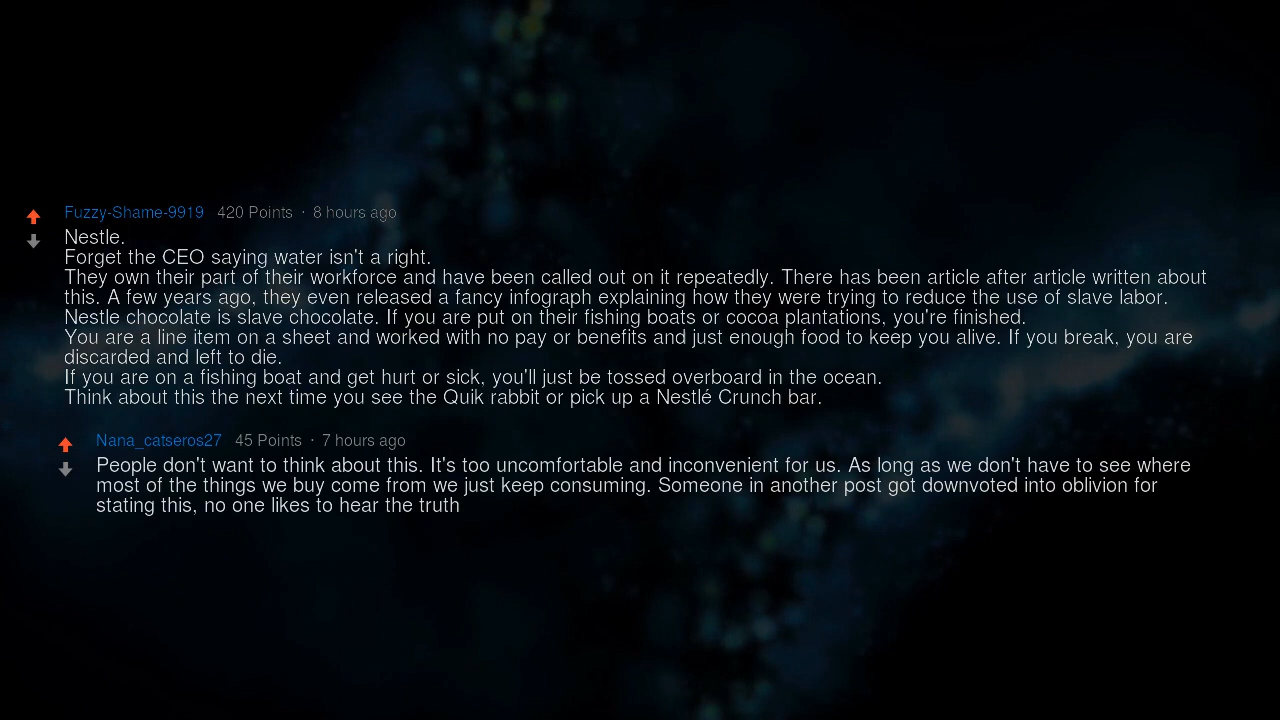 Fuzzy-Shame-9919 420 Points · 8 hours ago
Nestle.
Forget the CEO saying water isn't a right.
They own their part of their workforce and have been called out on it repeatedly. There has been article after article written about
this. A few years ago, they even released a fancy infograph explaining how they were trying to reduce the use of slave labor.
Nestle chocolate is slave chocolate. If you are put on their fishing boats or cocoa plantations, you're finished.
You are a line item on a sheet and worked with no pay or benefits and just enough food to keep you alive. If you break, you are
discarded and left to die.
If you are on a fishing boat and get hurt or sick, you'll just be tossed overboard in the ocean.
Think about this the next time you see the Quik rabbit or pick up a Nestlé Crunch bar.
Nana_catseros27 45 Points · 7 hours ago
People don't want to think about this. It's too uncomfortable and inconvenient for us. As long as we don't have to see where
most of the things we buy come from we just keep consuming. Someone in another post got downvoted into oblivion for
stating this, no one likes to hear the truth